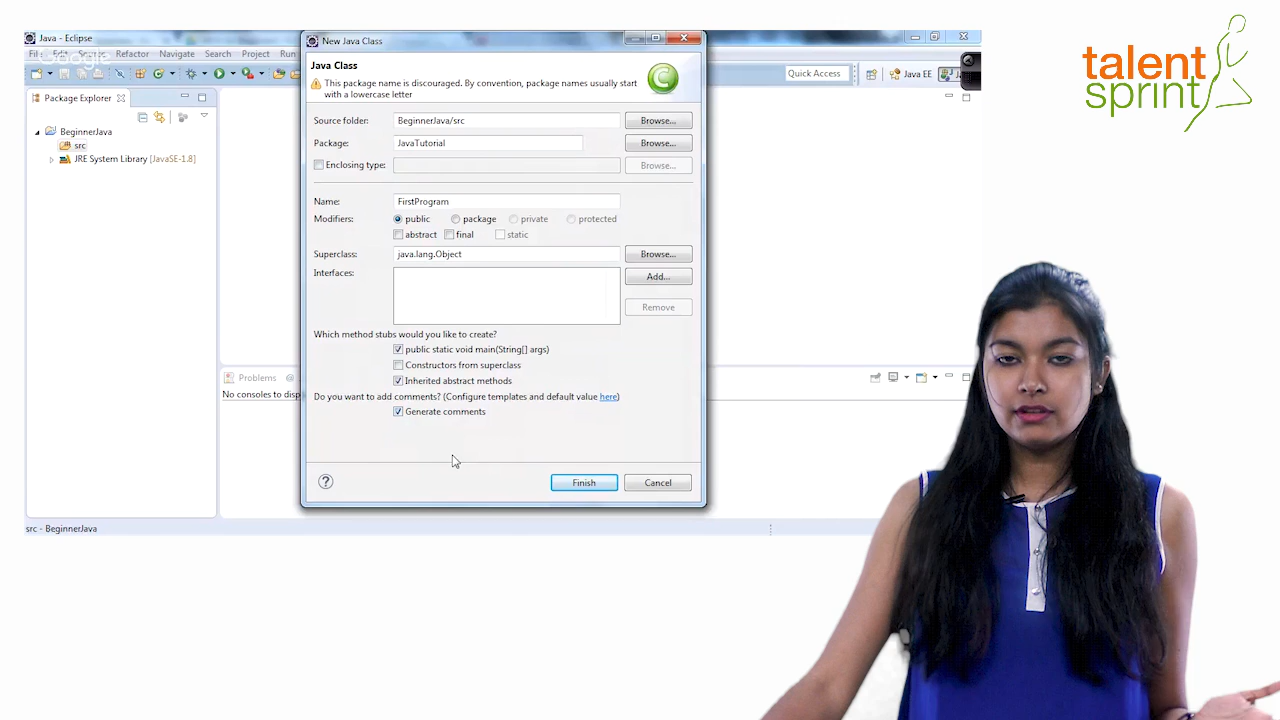 Java - Eclipse
Google
Refactor Navigate Search Project Run
Quick Access
Java EE
Package Explorer
BeginnerJava
src
JRE System Library [JavaSE-1.8]
New Java Class
Java Class
This package name is discouraged. By convention, package names usually start
with a lowercase letter
Source folder: BeginnerJava/src Browse...
Package: JavaTutorial Browse...
Enclosing type: Browse...
Name: FirstProgram
Modifiers: public package private protected
abstract final static
Superclass: java.lang.Object Browse...
Interfaces: Add...
Remove
Which method stubs would you like to create?
public static void main(String[] args)
Constructors from superclass
Inherited abstract methods
Do you want to add comments? (Configure templates and default value here)
Generate comments
? Finish Cancel
Problems @
No consoles to disp
src - BeginnerJava
talent
sprint